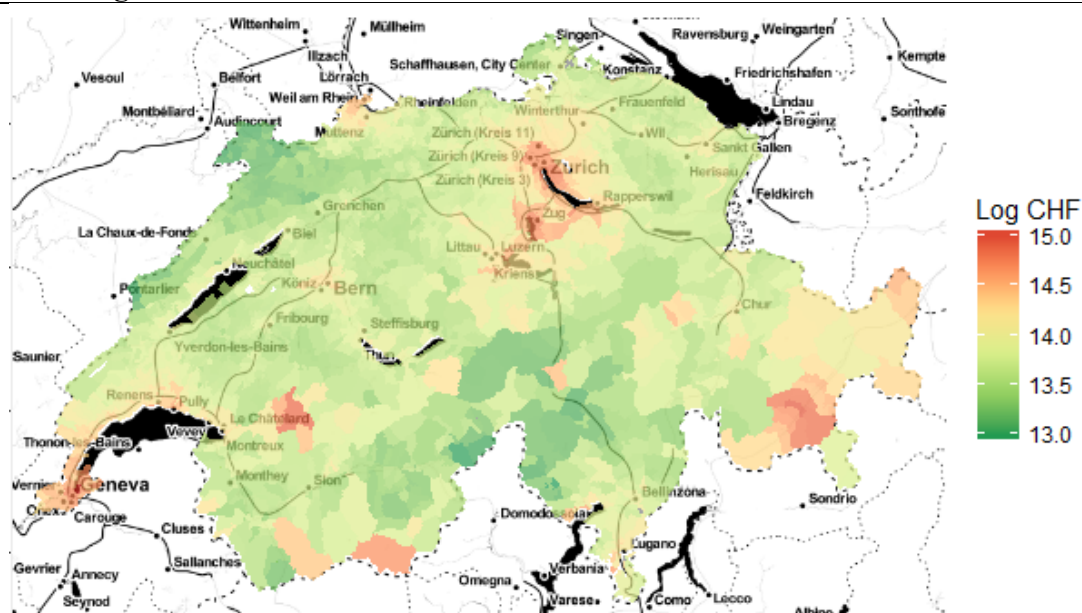 Wittenheim
Müllheim
Singen
Ravensburg
Weingarten
Illzach
Schaffhausen, City Center
Kempte
Vesoul
Belfort
Lörrach
Konstanz
Friedrichshafen
Weil am Rhein
Rheinfelden
Montbéliard
Audincourt
Winterthur
Frauenfeld
Lindau
Sonthofe
Bregenz
Muttenz
Zürich (Kreis 11)
Wil
Sankt Gallen
Zürich (Kreis 9)
Zürich
Herisau
Zürich (Kreis 3)
Rapperswil
Feldkirch
Grenchen
Zug
Log CHF
La Chaux-de-Fonds
Biel
Littau
Luzern
15.0
Neuchâtel
Kriens
Pontarlier
Köniz
Bern
14.5
Chur
Fribourg
Steffisburg
14.0
Saunier
Yverdon-les-Bains
Thun
13.5
Renens
Pully
Le Châtelard
13.0
Thonon-les-Bains
Vevey
Montreux
Vernier
Geneva
Monthey
Sion
Bellinzona
Onex
Carouge
Domodossola
Sondrio
Cluses
Gevrier
Annecy
Sallanches
Lugano
Seynod
Omegna
Verbania
Varese
Como
Lecco